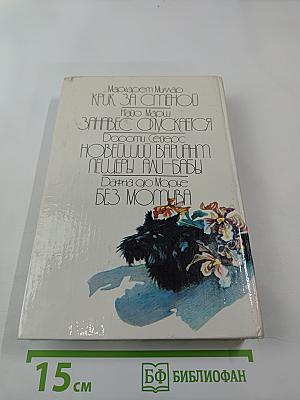 Маргарет Миллар
КРИК ЗА СТЕНОЙ
Найо Марш
ЗАНАВЕС ОПУСКАЕТСЯ
Дороти Сейерс
НОВЕЙШИЙ ВАРИАНТ
ПЕЩЕРЫ АЛИ-БАБЫ
Дафна дю Морье
БЕЗ МОТИВА
15 см
БФ БИБЛИОФАН